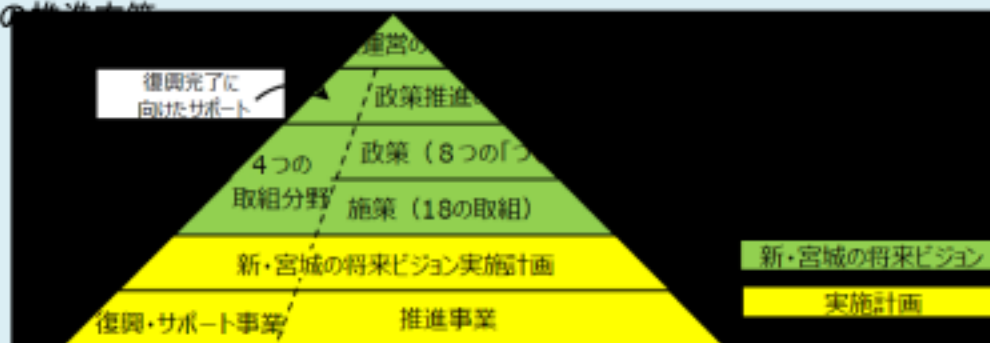 運営の
復興完了に
向けたサポート
政策推進
政策（８つの「つ
4つの
取組分野
施策（18の取組）
新・宮城の将来ビジョン
新・宮城の将来ビジョン実施計画
実施計画
復興・サポート事業
推進事業